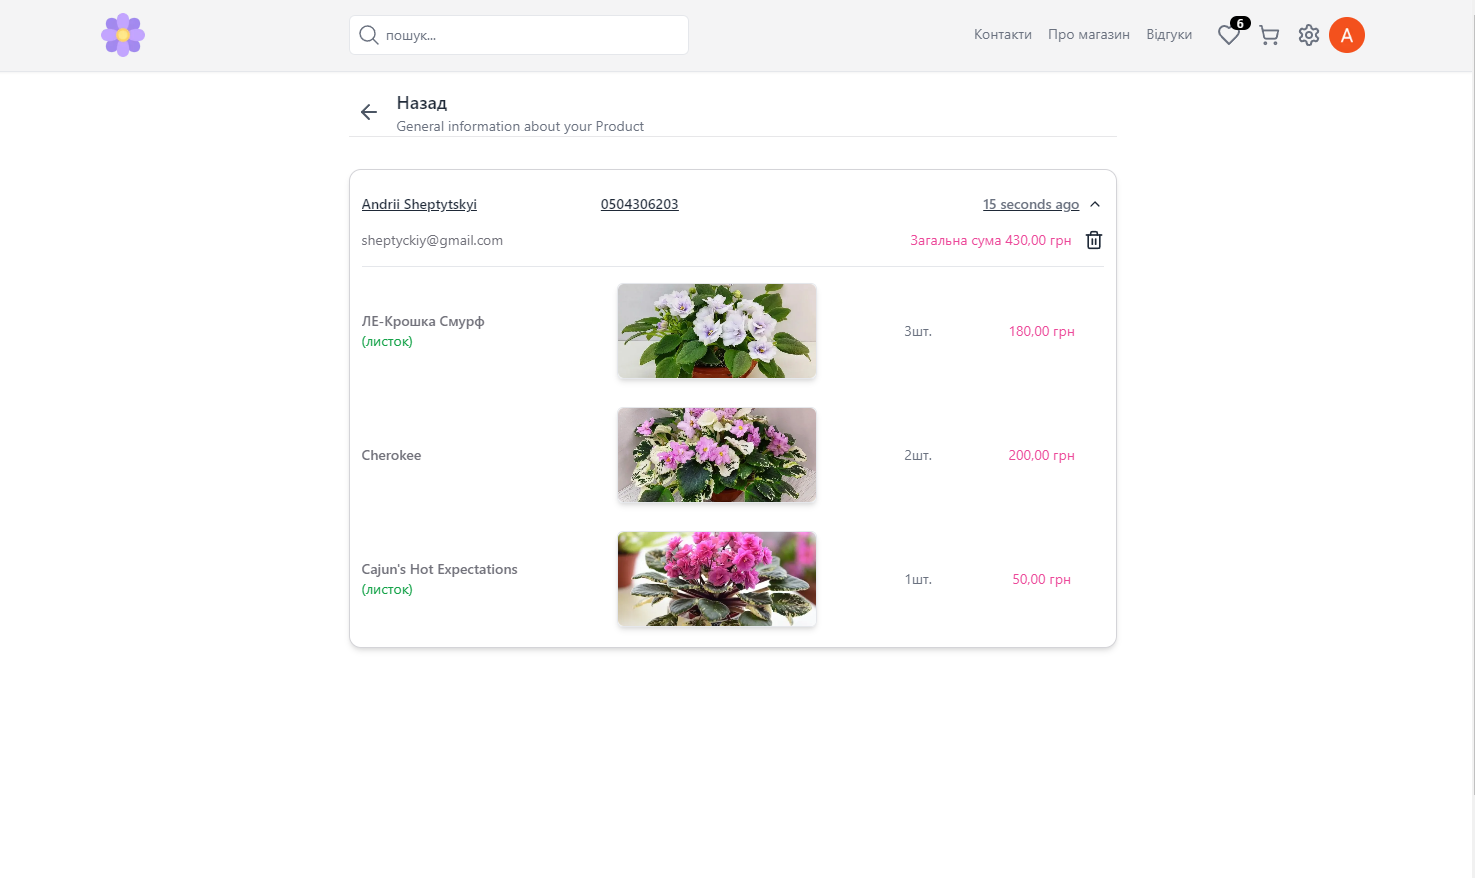 пошук...
Контакти Про магазин Відгуки 6 A
Назад
General information about your Product
Andrii Sheptytskyi 0504306203 15 seconds ago
sheptyckiy@gmail.com Загальна сума 430,00 грн
ЛЕ-Крошка Смурф
(листок)
3шт. 180,00 грн
Cherokee 2шт. 200,00 грн
Cajun's Hot Expectations
(листок)
1шт. 50,00 грн